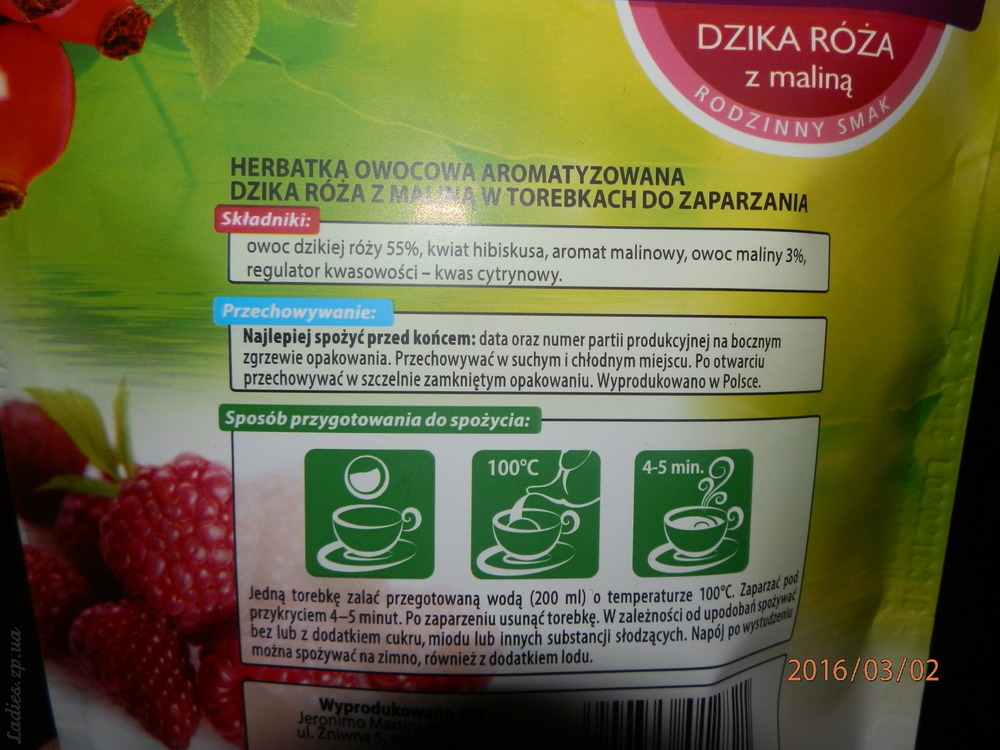 DZIKA RÓŻA
z maliną
RODZINNY SMAK
HERBATKA OWOCOWA AROMATYZOWANA
DZIKA RÓŻA Z MALINĄ W TOREBKACH DO ZAPARZANIA
Składniki:
owoc dzikiej róży 55%, kwiat hibiskusa, aromat malinowy, owoc maliny 3%,
regulator kwasowości – kwas cytrynowy.
Przechowywanie:
Najlepiej spożyć przed końcem: data oraz numer partii produkcyjnej na bocznym
zgrzewie opakowania. Przechowywać w suchym i chłodnym miejscu. Po otwarciu
przechowywać w szczelnie zamkniętym opakowaniu. Wyprodukowano w Polsce.
Sposób przygotowania do spożycia:
100°C
4-5 min.
Jedną torebkę zalać przegotowaną wodą (200 ml) o temperaturze 100°C. Zaparzać pod
przykryciem 4–5 minut. Po zaparzeniu usunąć torebkę. W zależności od upodobań spożywać
bez lub z dodatkiem cukru, miodu lub innych substancji słodzących. Napój po wystudzeniu
można spożywać na zimno, również z dodatkiem lodu.
Wyprodukowano
Jeronimo
ul. Żniwna 5,
2016/03/02
Ladies.zp.ua